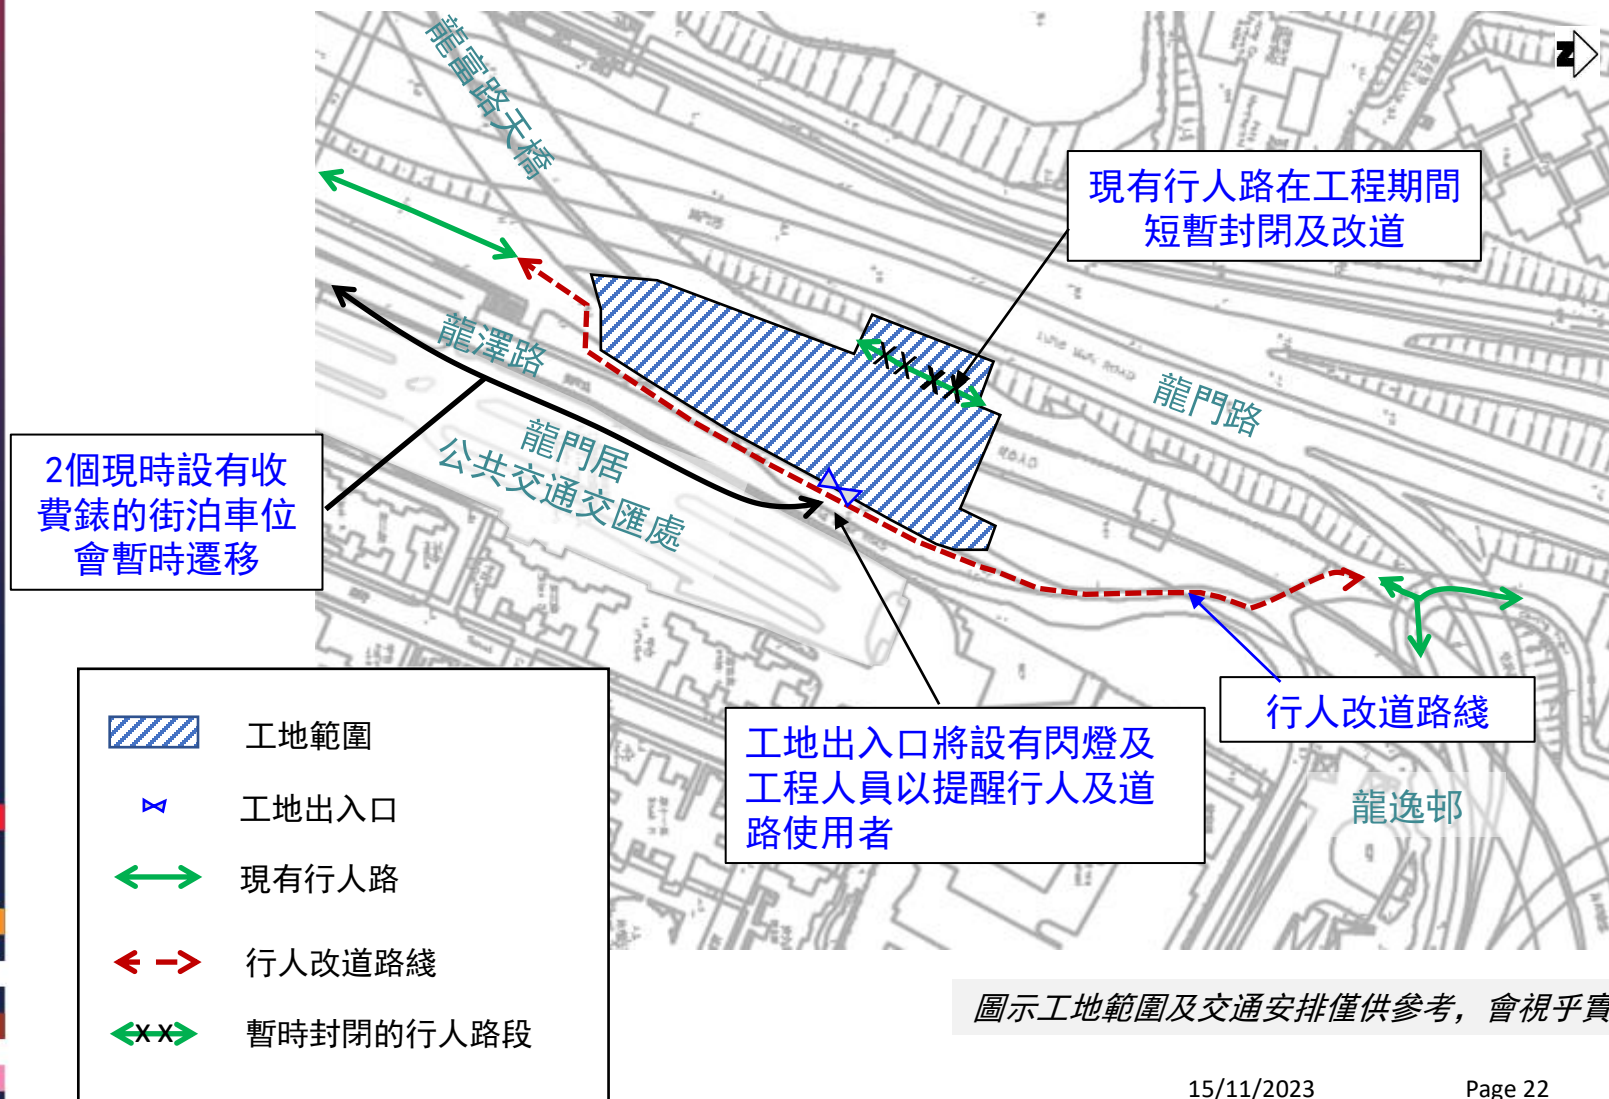 龍富路天橋
現有行人路在工程期間
短暫封閉及改道
龍澤路
龍門路
龍門居
公共交通交匯處
2個現時設有收
費錶的街泊車位
會暫時遷移
工地出入口將設有閃燈及
工程人員以提醒行人及道
路使用者
行人改道路綫
龍逸邨
工地範圍
工地出入口
現有行人路
行人改道路綫
暫時封閉的行人路段
圖示工地範圍及交通安排僅供參考，會視乎實
15/11/2023
Page 22